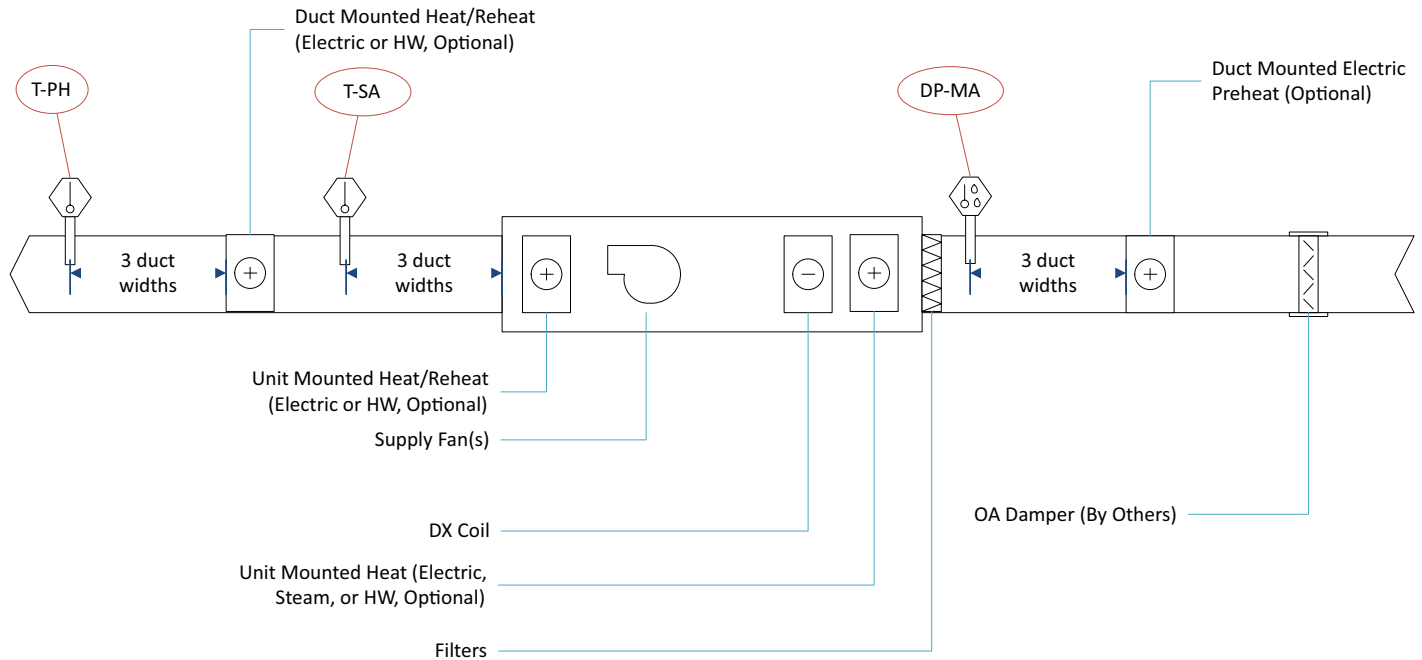 Duct Mounted Heat/Reheat
(Electric or HW, Optional)
T-PH
T-SA
DP-MA
Duct Mounted Electric
Preheat (Optional)
3 duct
widths
3 duct
widths
3 duct
widths
Unit Mounted Heat/Reheat
(Electric or HW, Optional)
Supply Fan(s)
DX Coil
OA Damper (By Others)
Unit Mounted Heat (Electric,
Steam, or HW, Optional)
Filters